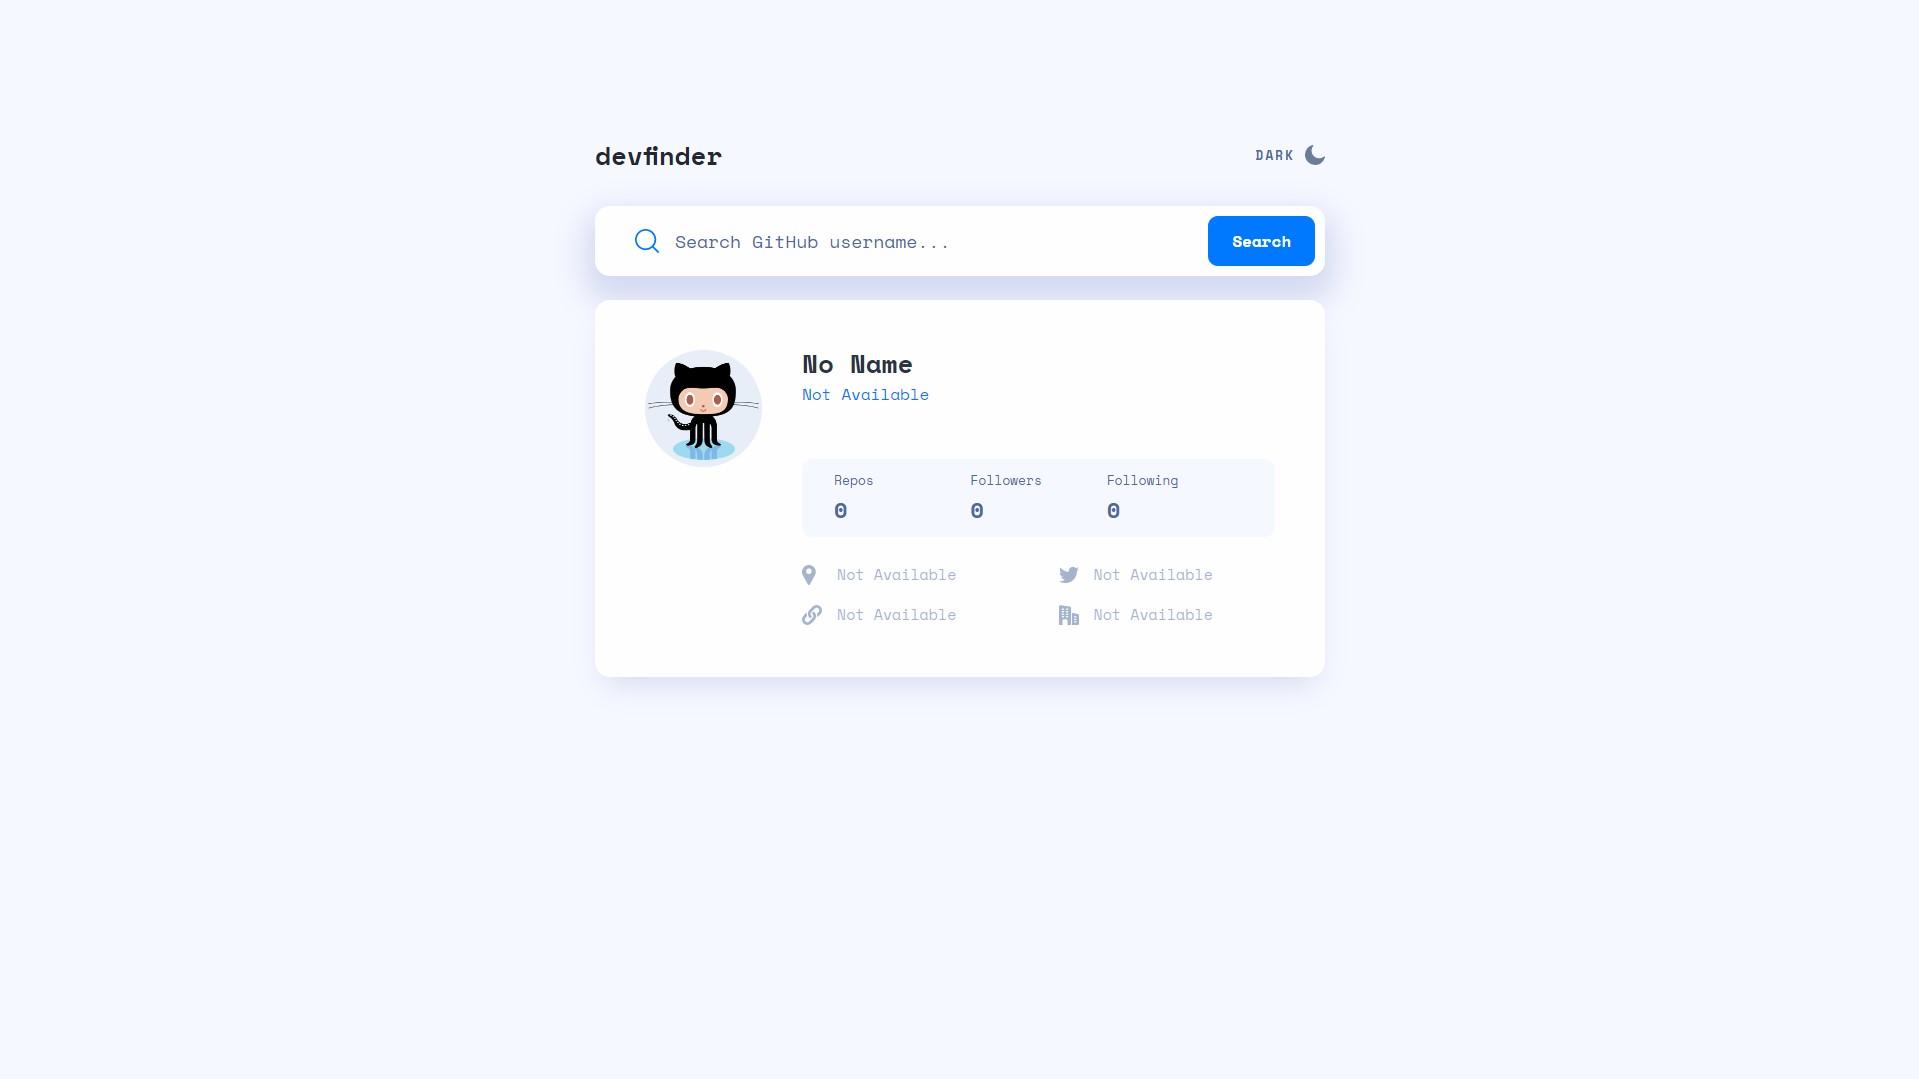 devfinder
DARK
Search GitHub username...
Search
No Name
Not Available
Repos Followers Following
0 0 0
Not Available Not Available
Not Available Not Available